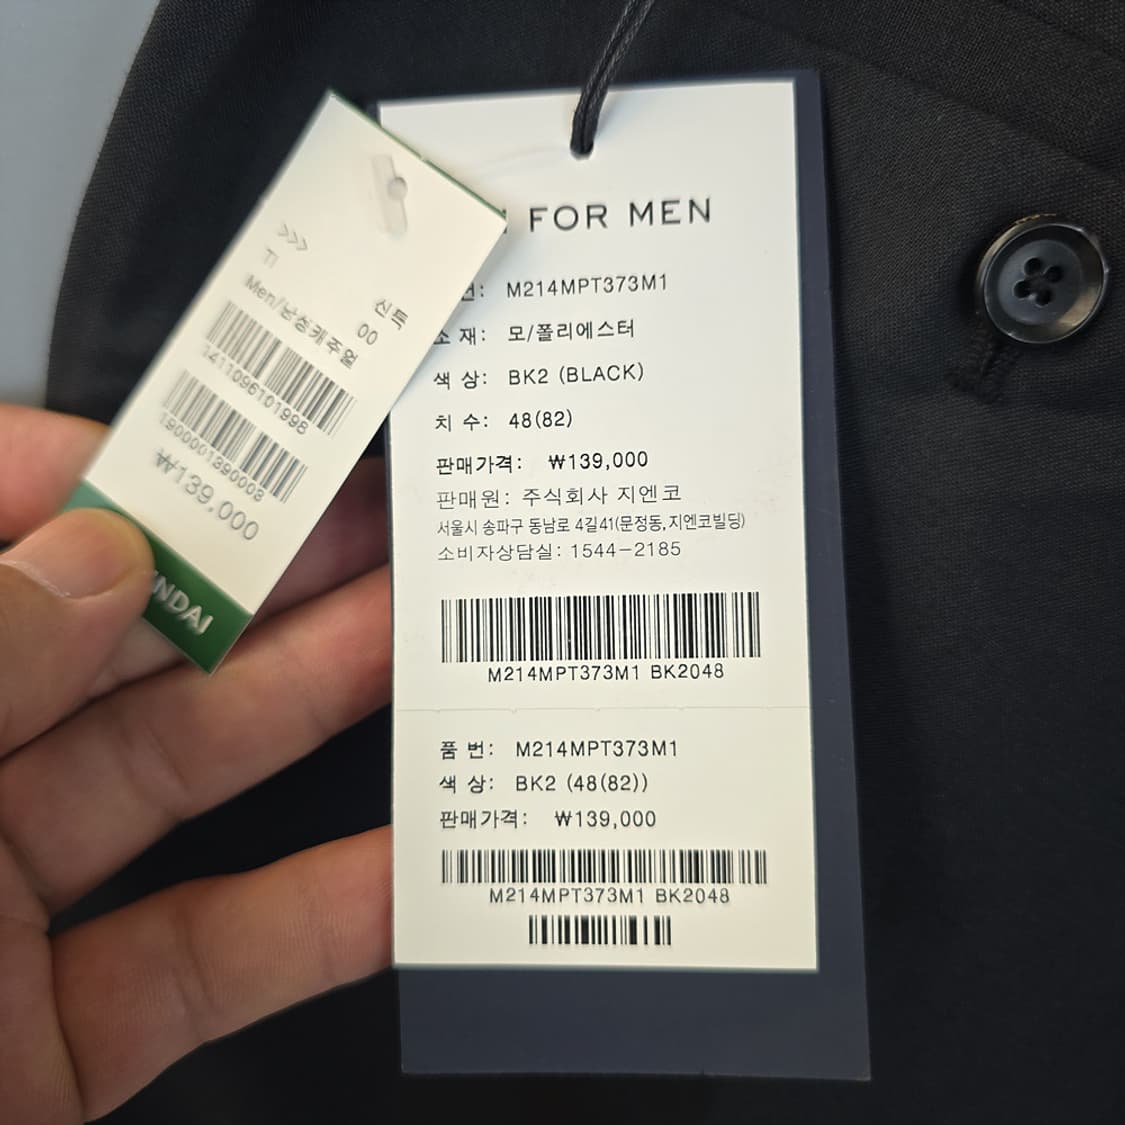 >>>
TI
신특
Men/남성캐주얼 00
1411096101998
1900001390003
₩139,000
NDAI
FOR MEN
번: M214MPT373M1
소 재: 모/폴리에스터
색 상: BK2 (BLACK)
치 수: 48(82)
판매가격: ₩139,000
판매원: 주식회사 지엔코
서울시 송파구 동남로 4길41(문정동,지엔코빌딩)
소비자상담실: 1544-2185
M214MPT373M1 BK2048
품 번: M214MPT373M1
색 상: BK2 (48(82))
판매가격: ₩139,000
M214MPT373M1 BK2048